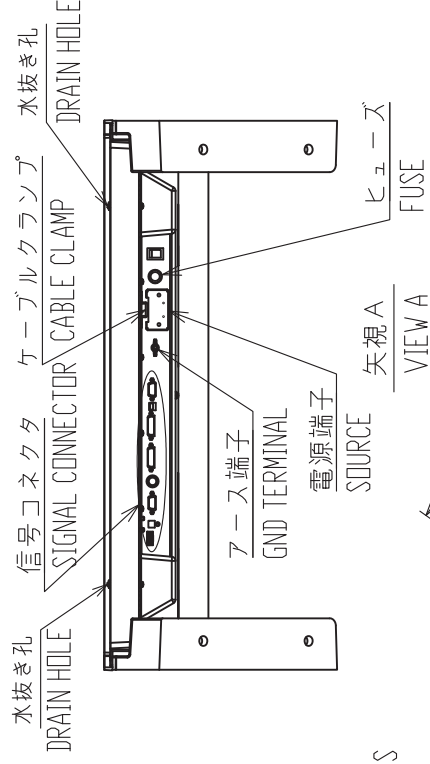 水抜き孔
DRAIN HOLE
信号コネクタ
SIGNAL CONNECTOR
ケーブルクランプ
CABLE CLAMP
水抜き孔
DRAIN HOLE
アース端子
GND TERMINAL
電源端子
SOURCE
ヒューズ
FUSE
矢視 A
VIEW A
S